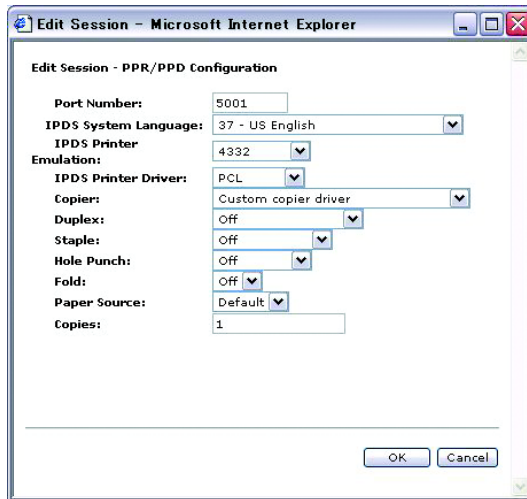 Edit Session - Microsoft Internet Explorer
Edit Session - PPR/PPD Configuration
Port Number: 5001
IPDS System Language: 37 - US English
IPDS Printer Emulation: 4332
IPDS Printer Driver: PCL
Copier: Custom copier driver
Duplex: Off
Staple: Off
Hole Punch: Off
Fold: Off
Paper Source: Default
Copies: 1
OK Cancel